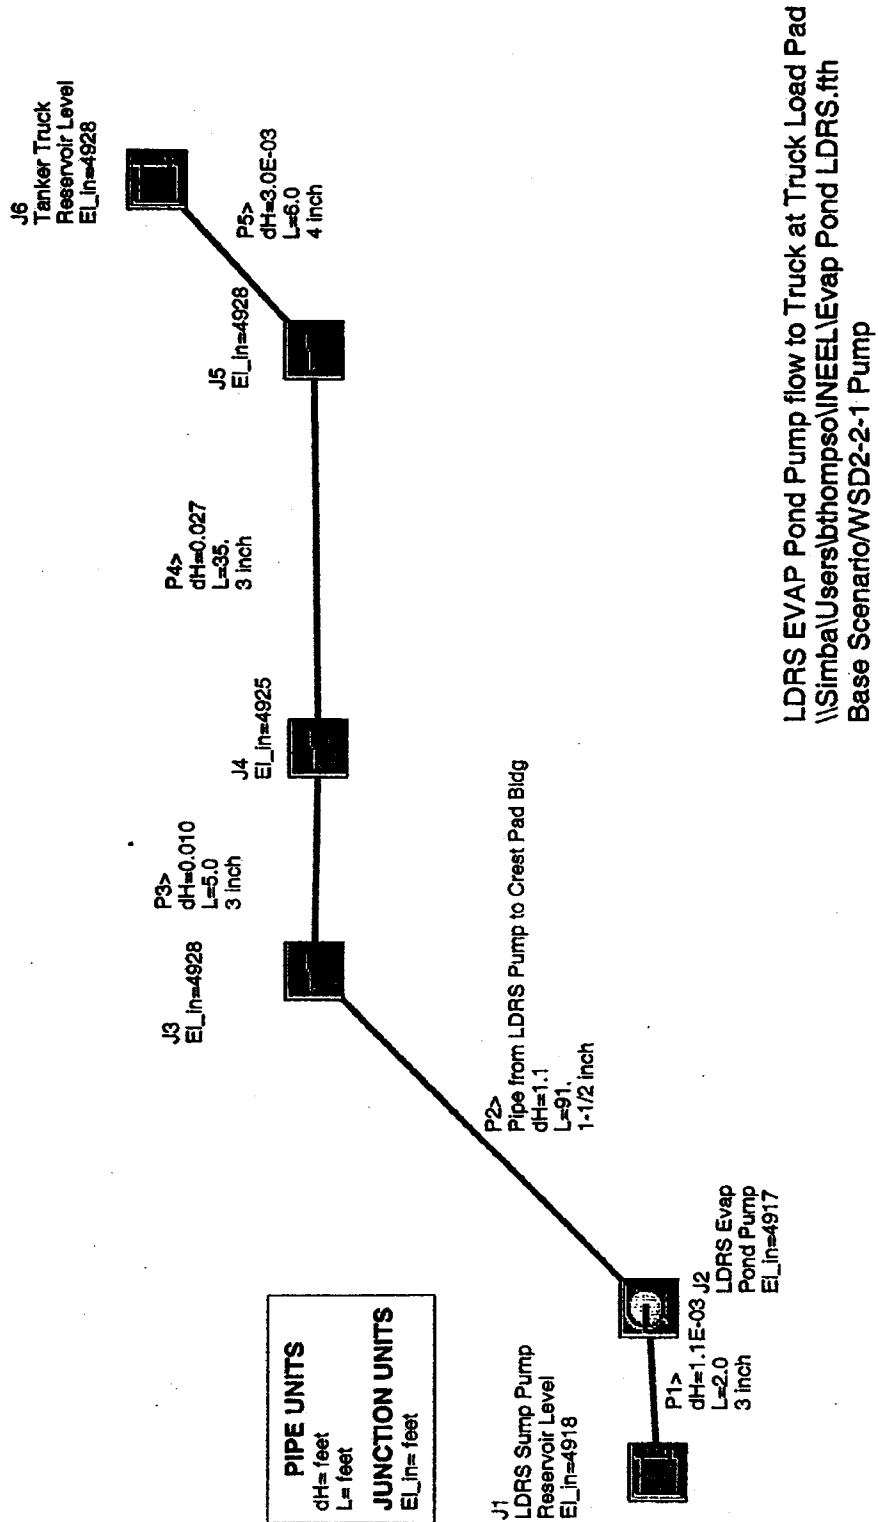 PIPE UNITS
dH= feet
L= feet
JUNCTION UNITS
El_in= feet
J1
LDRS Sump Pump
Reservoir Level
El_in=4918
P1>
dH=1.1E-03
L=2.0
3 inch
J2
LDRS Evap
Pond Pump
El_in=4917
P2>
Pipe from LDRS Pump to Crest Pad Bldg
dH=1.1
L=91.
1-1/2 inch
J3
El_in=4928
P3>
dH=0.010
L=5.0
3 inch
J4
El_in=4925
P4>
dH=0.027
L=35.
3 inch
J5
El_in=4928
P5>
dH=3.0E-03
L=6.0
4 inch
J6
Tanker Truck
Reservoir Level
El_in=4928
LDRS EVAP Pond Pump flow to Truck at Truck Load Pad
\\Simba\Users\bthompso\INEEL\Evap Pond LDRS.fth
Base Scenario/WSD2-2-1 Pump